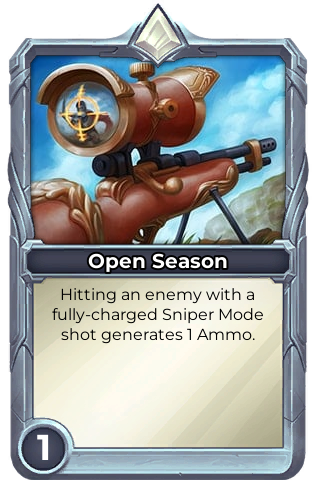 Open Season
Hitting an enemy with a
fully-charged Sniper Mode
shot generates 1 Ammo.
1